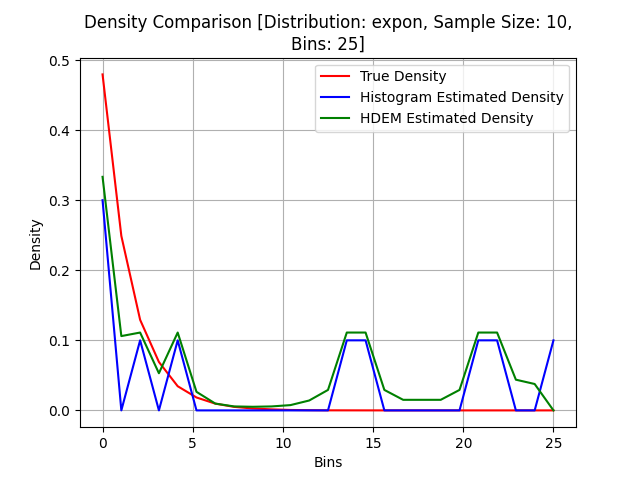 Density Comparison [Distribution: expon, Sample Size: 10,
Bins: 25]
True Density
Histogram Estimated Density
HDEM Estimated Density
Density
0.5
0.4
0.3
0.2
0.1
0.0
0 5 10 15 20 25
Bins